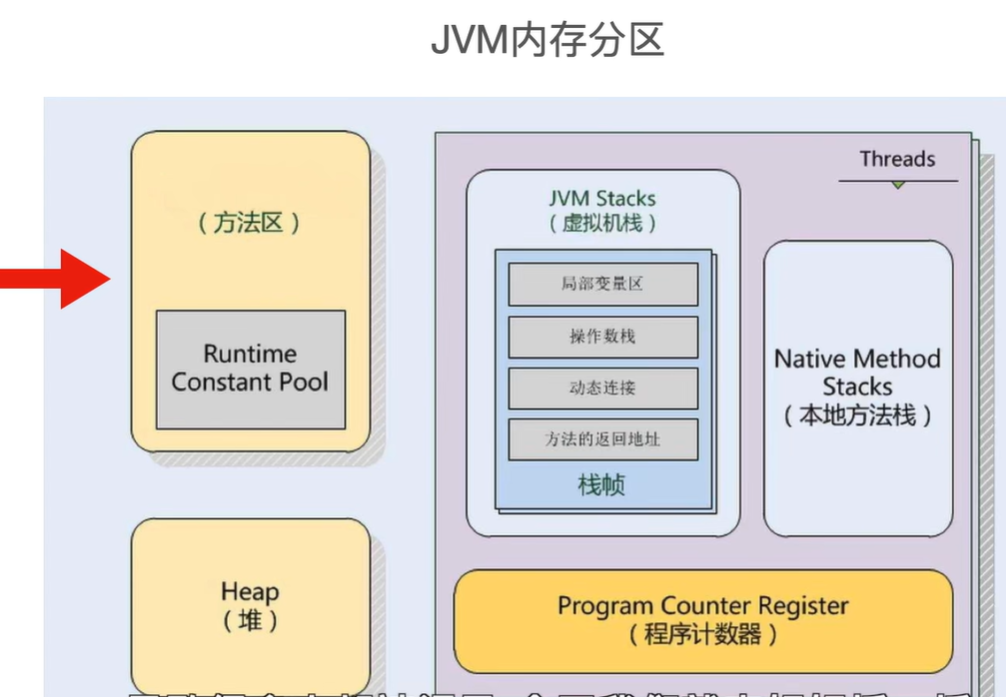 JVM内存分区
（方法区）
Runtime
Constant Pool
Heap
（堆）
Threads
JVM Stacks
（虚拟机栈）
局部变量区
操作数栈
动态连接
方法的返回地址
栈帧
Native Method
Stacks
（本地方法栈）
Program Counter Register
（程序计数器）